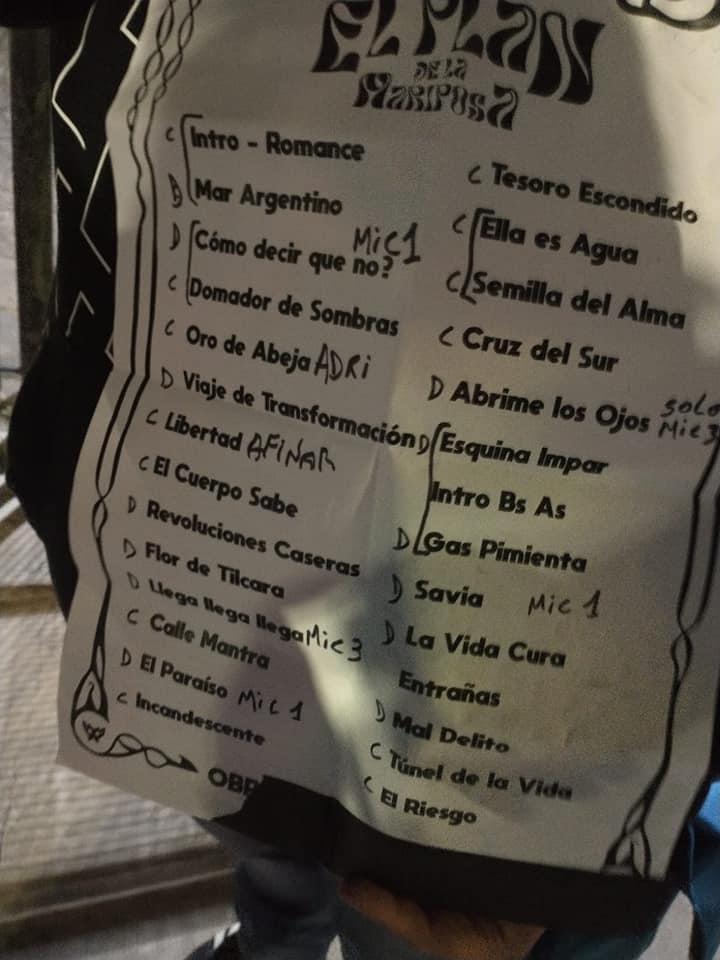 EL PLAN
DE LA
MARIPOSA
C Intro - Romance
D Mar Argentino
D Cómo decir que no? Mic 1
C Domador de Sombras
C Oro de Abeja ADRI
D Viaje de Transformación
C Libertad AFINAR
C El Cuerpo Sabe
D Revoluciones Caseras
D Flor de Tilcara
D Llega llega llega Mic 3
C Calle Mantra
D El Paraíso Mic 1
C Incandescente
C Tesoro Escondido
C Ella es Agua
C Semilla del Alma
C Cruz del Sur
D Abrime los Ojos solo Mic 3
D Esquina Impar
Intro Bs As
D Gas Pimienta
D Savia Mic 1
D La Vida Cura
Entrañas
D Mal Delito
C Túnel de la Vida
C El Riesgo